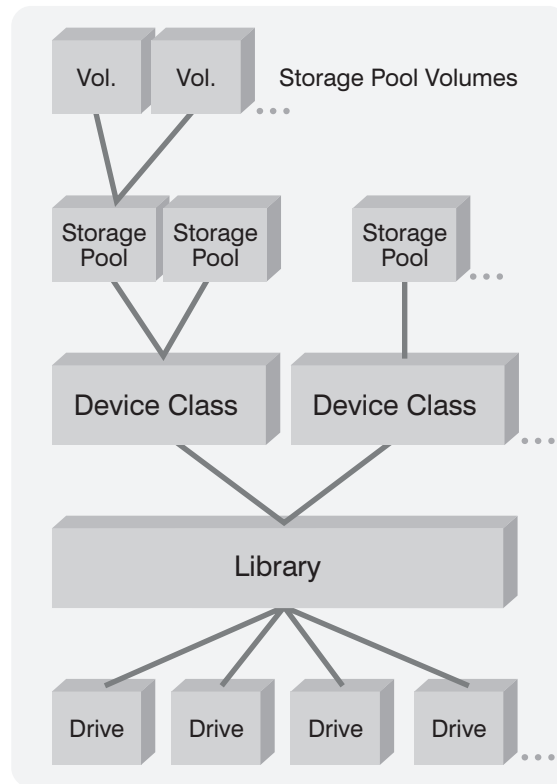 Vol.
Vol.
Storage Pool Volumes
Storage
Pool
Storage
Pool
Storage
Pool
Device Class
Device Class
Library
Drive
Drive
Drive
Drive